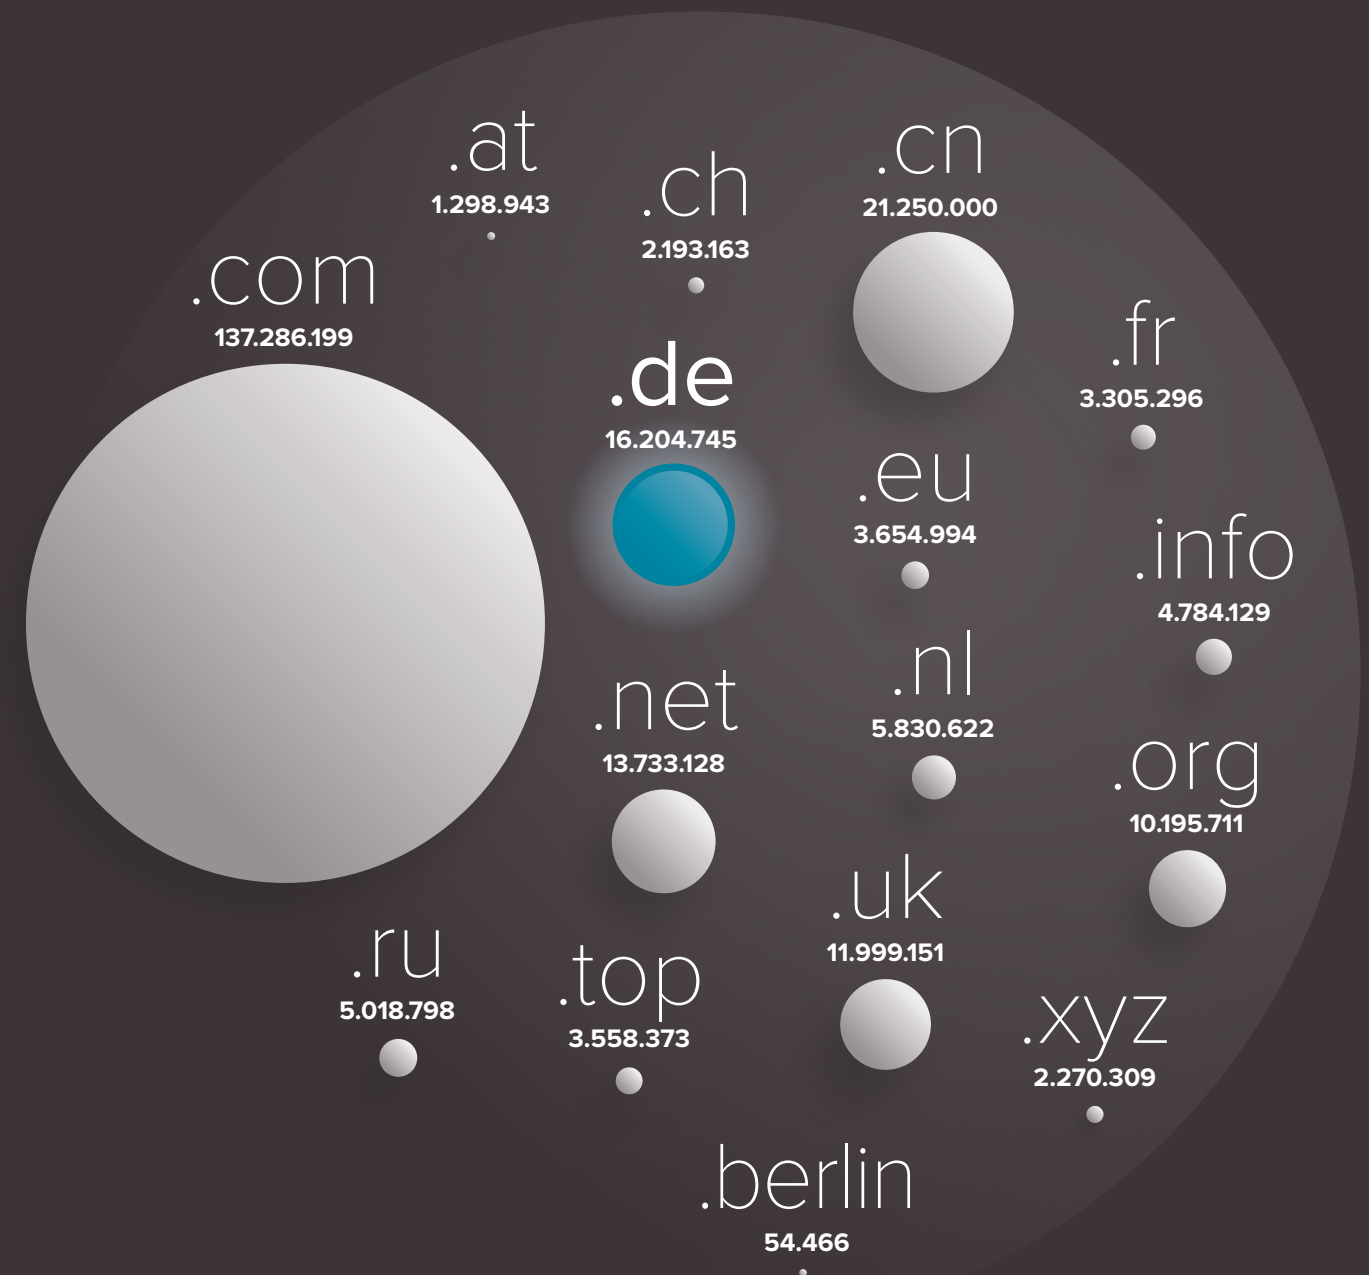 .at
1.298.943
.ch
2.193.163
.cn
21.250.000
.com
137.286.199
.fr
3.305.296
.de
16.204.745
.eu
3.654.994
.info
4.784.129
.nl
5.830.622
.net
13.733.128
.org
10.195.711
.uk
11.999.151
.ru
5.018.798
.top
3.558.373
.xyz
2.270.309
.berlin
54.466